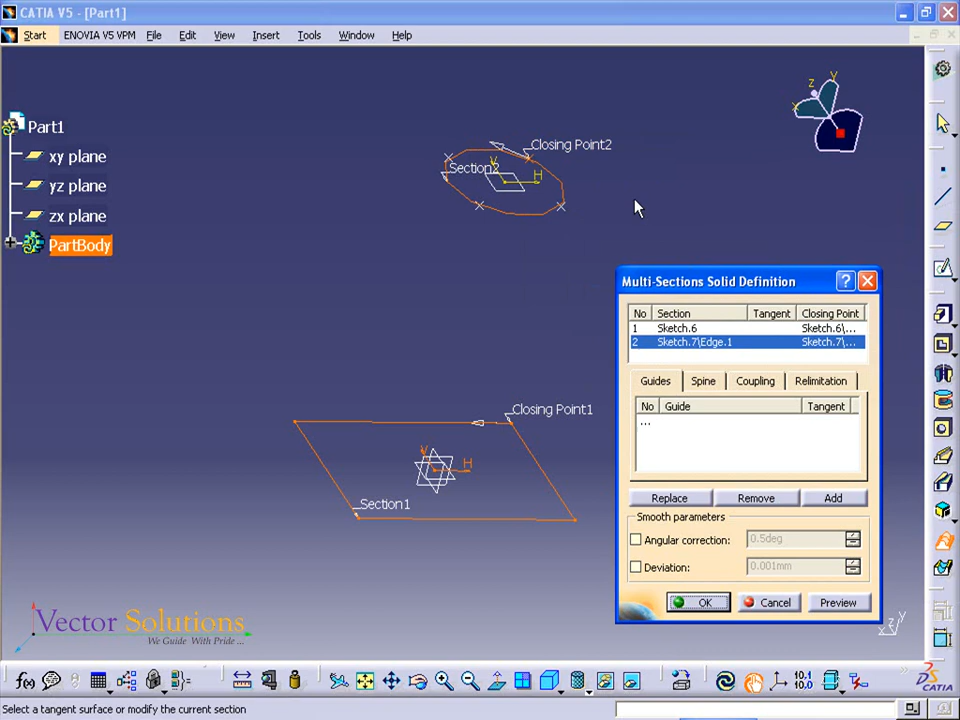 CATIA V5 - [Part1]
Start ENOVIA V5 VPM File Edit View Insert Tools Window Help
Part1
xy plane
yz plane
zx plane
PartBody
Closing Point2
Section2
V
H
x
y
z
Closing Point1
V
H
Section1
Multi-Sections Solid Definition
No Section Tangent Closing Point
1 Sketch.6 Sketch.6\...
2 Sketch.7\Edge.1 Sketch.7\...
Guides Spine Coupling Relimitation
No Guide Tangent
...
Replace Remove Add
Smooth parameters
Angular correction: 0.5deg
Deviation: 0.001mm
OK Cancel Preview
Vector Solutions
We Guide With Pride ...
f(x)
10.1
10.0
CATIA
Select a tangent surface or modify the current section